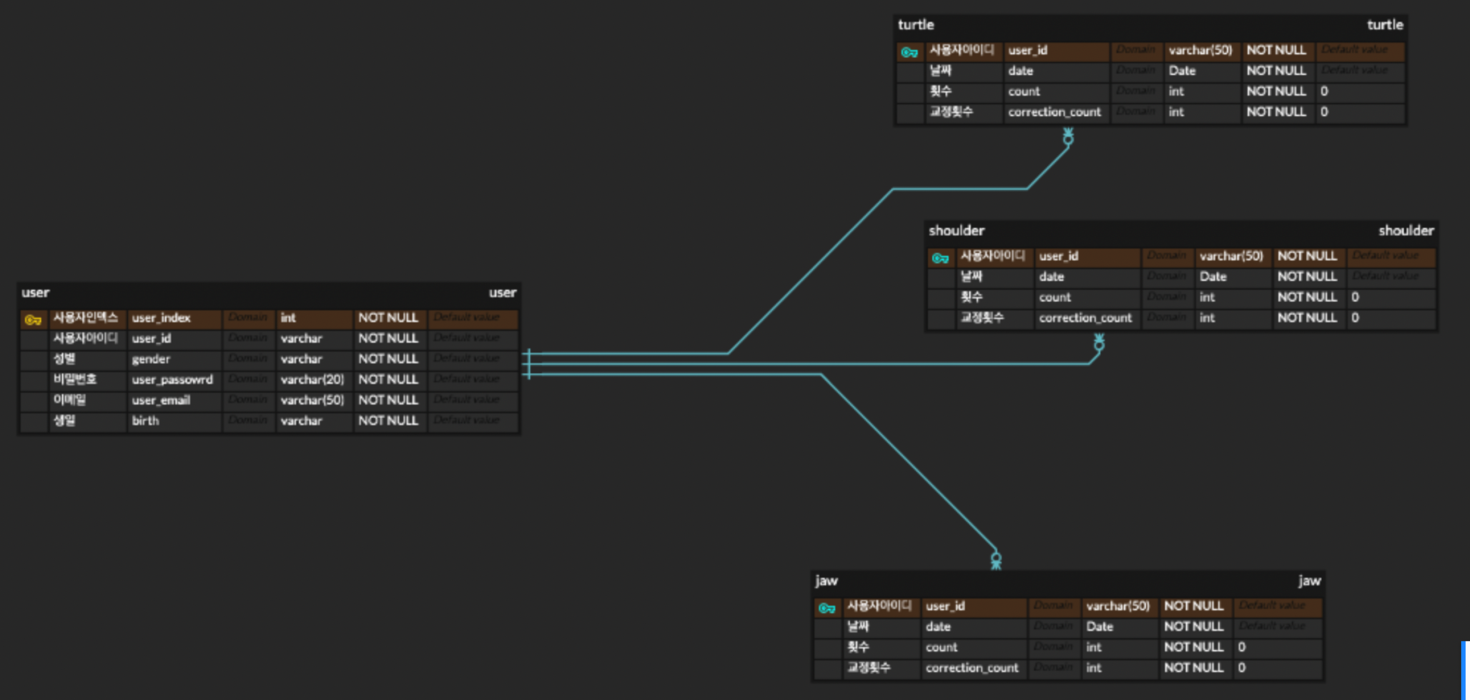 turtle turtle
사용자아이디 user_id Domain varchar(50) NOT NULL Default value
날짜 date Domain Date NOT NULL Default value
횟수 count Domain int NOT NULL 0
교정횟수 correction_count Domain int NOT NULL 0
shoulder shoulder
사용자아이디 user_id Domain varchar(50) NOT NULL Default value
날짜 date Domain Date NOT NULL Default value
횟수 count Domain int NOT NULL 0
교정횟수 correction_count Domain int NOT NULL 0
user user
사용자인덱스 user_index Domain int NOT NULL Default value
사용자아이디 user_id Domain varchar NOT NULL Default value
성별 gender Domain varchar NOT NULL Default value
비밀번호 user_passowrd Domain varchar(20) NOT NULL Default value
이메일 user_email Domain varchar(50) NOT NULL Default value
생일 birth Domain varchar NOT NULL Default value
jaw jaw
사용자아이디 user_id Domain varchar(50) NOT NULL Default value
날짜 date Domain Date NOT NULL Default value
횟수 count Domain int NOT NULL 0
교정횟수 correction_count Domain int NOT NULL 0